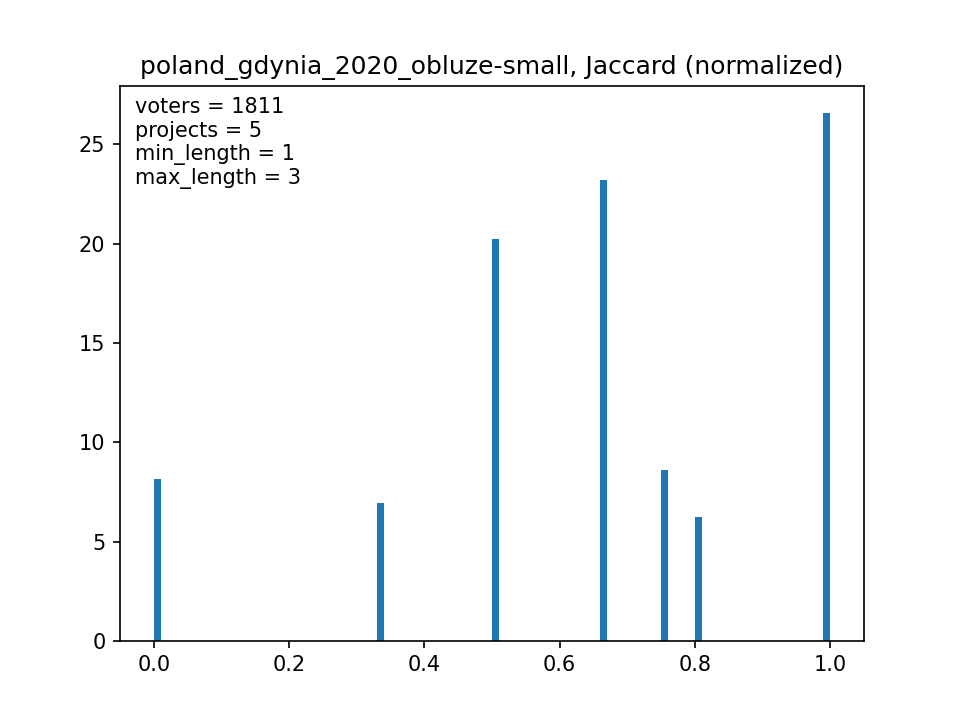 poland_gdynia_2020_obluze-small, Jaccard (normalized)
voters = 1811
projects = 5
min_length = 1
max_length = 3
25
20
15
10
5
0
0.0 0.2 0.4 0.6 0.8 1.0